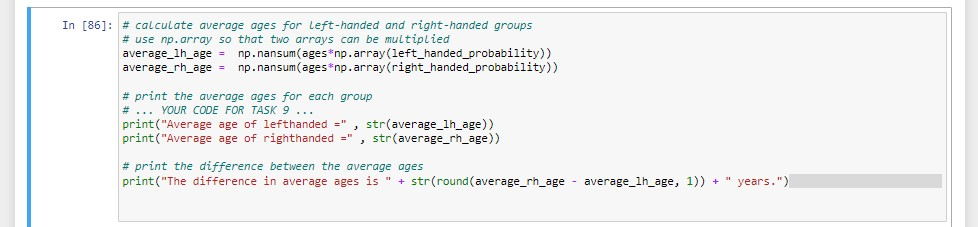 In [86]: # calculate average ages for left-handed and right-handed groups
# use np.array so that two arrays can be multiplied
average_lh_age =  np.nansum(ages*np.array(left_handed_probability))
average_rh_age =  np.nansum(ages*np.array(right_handed_probability))
# print the average ages for each group
# ... YOUR CODE FOR TASK 9 ...
print("Average age of lefthanded =" , str(average_lh_age))
print("Average age of righthanded =" , str(average_rh_age))
# print the difference between the average ages
print("The difference in average ages is " + str(round(average_rh_age - average_lh_age, 1)) + " years.")